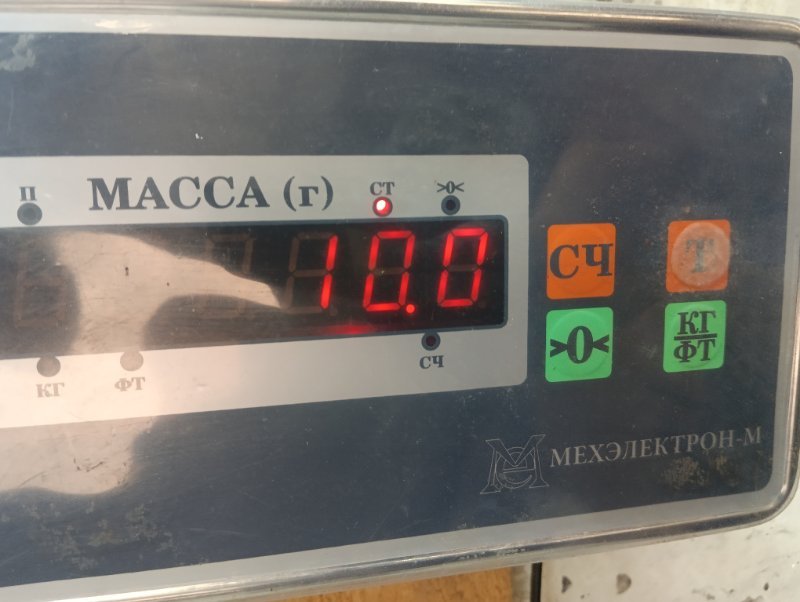 П МАССА (г) СТ >0<
10.0
КГ ФТ СЧ
СЧ Т
>0< КГ
ФТ
МЕХЭЛЕКТРОН-М